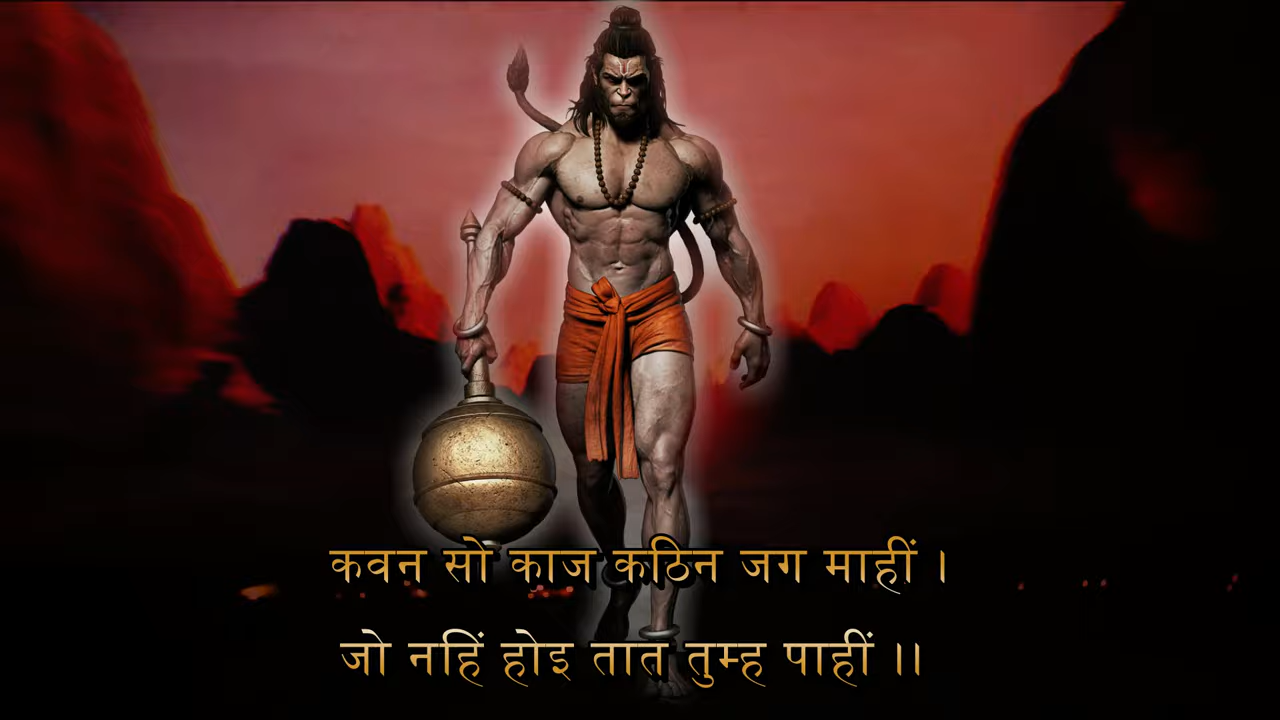 कवन सो काज कठिन जग माहीं ।
जो नहिं होइ तात तुम्ह पाहीं ।।